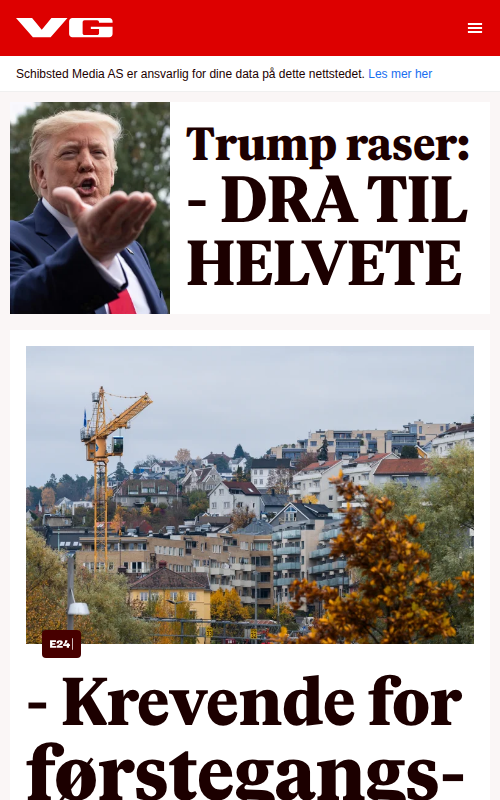 VG
Schibsted Media AS er ansvarlig for dine data på dette nettstedet. Les mer her
Trump raser:
- DRA TIL
HELVETE
E24
- Krevende for
førstegangs-